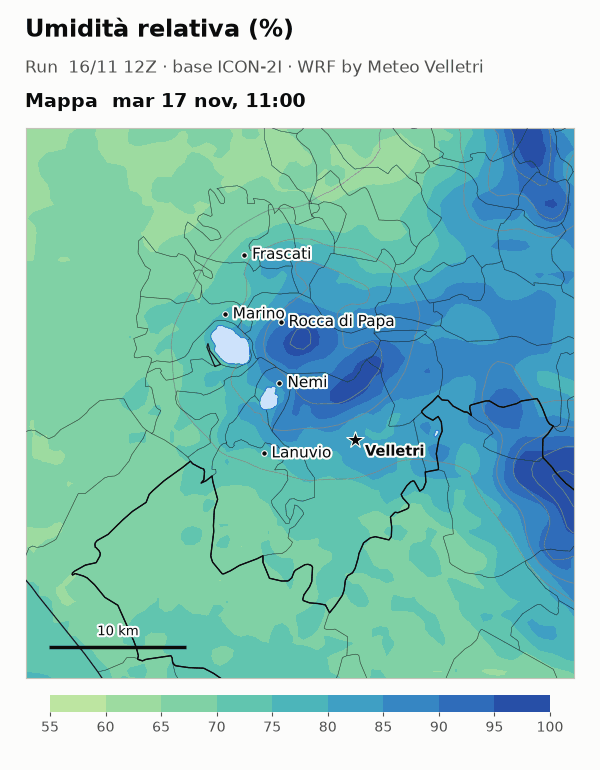 Umidità relativa (%)
Run  16/11 12Z · base ICON-2I · WRF by Meteo Velletri
Mappa  mar 17 nov, 11:00
Frascati
Marino
Rocca di Papa
Nemi
Velletri
Lanuvio
10 km
55 60 65 70 75 80 85 90 95 100